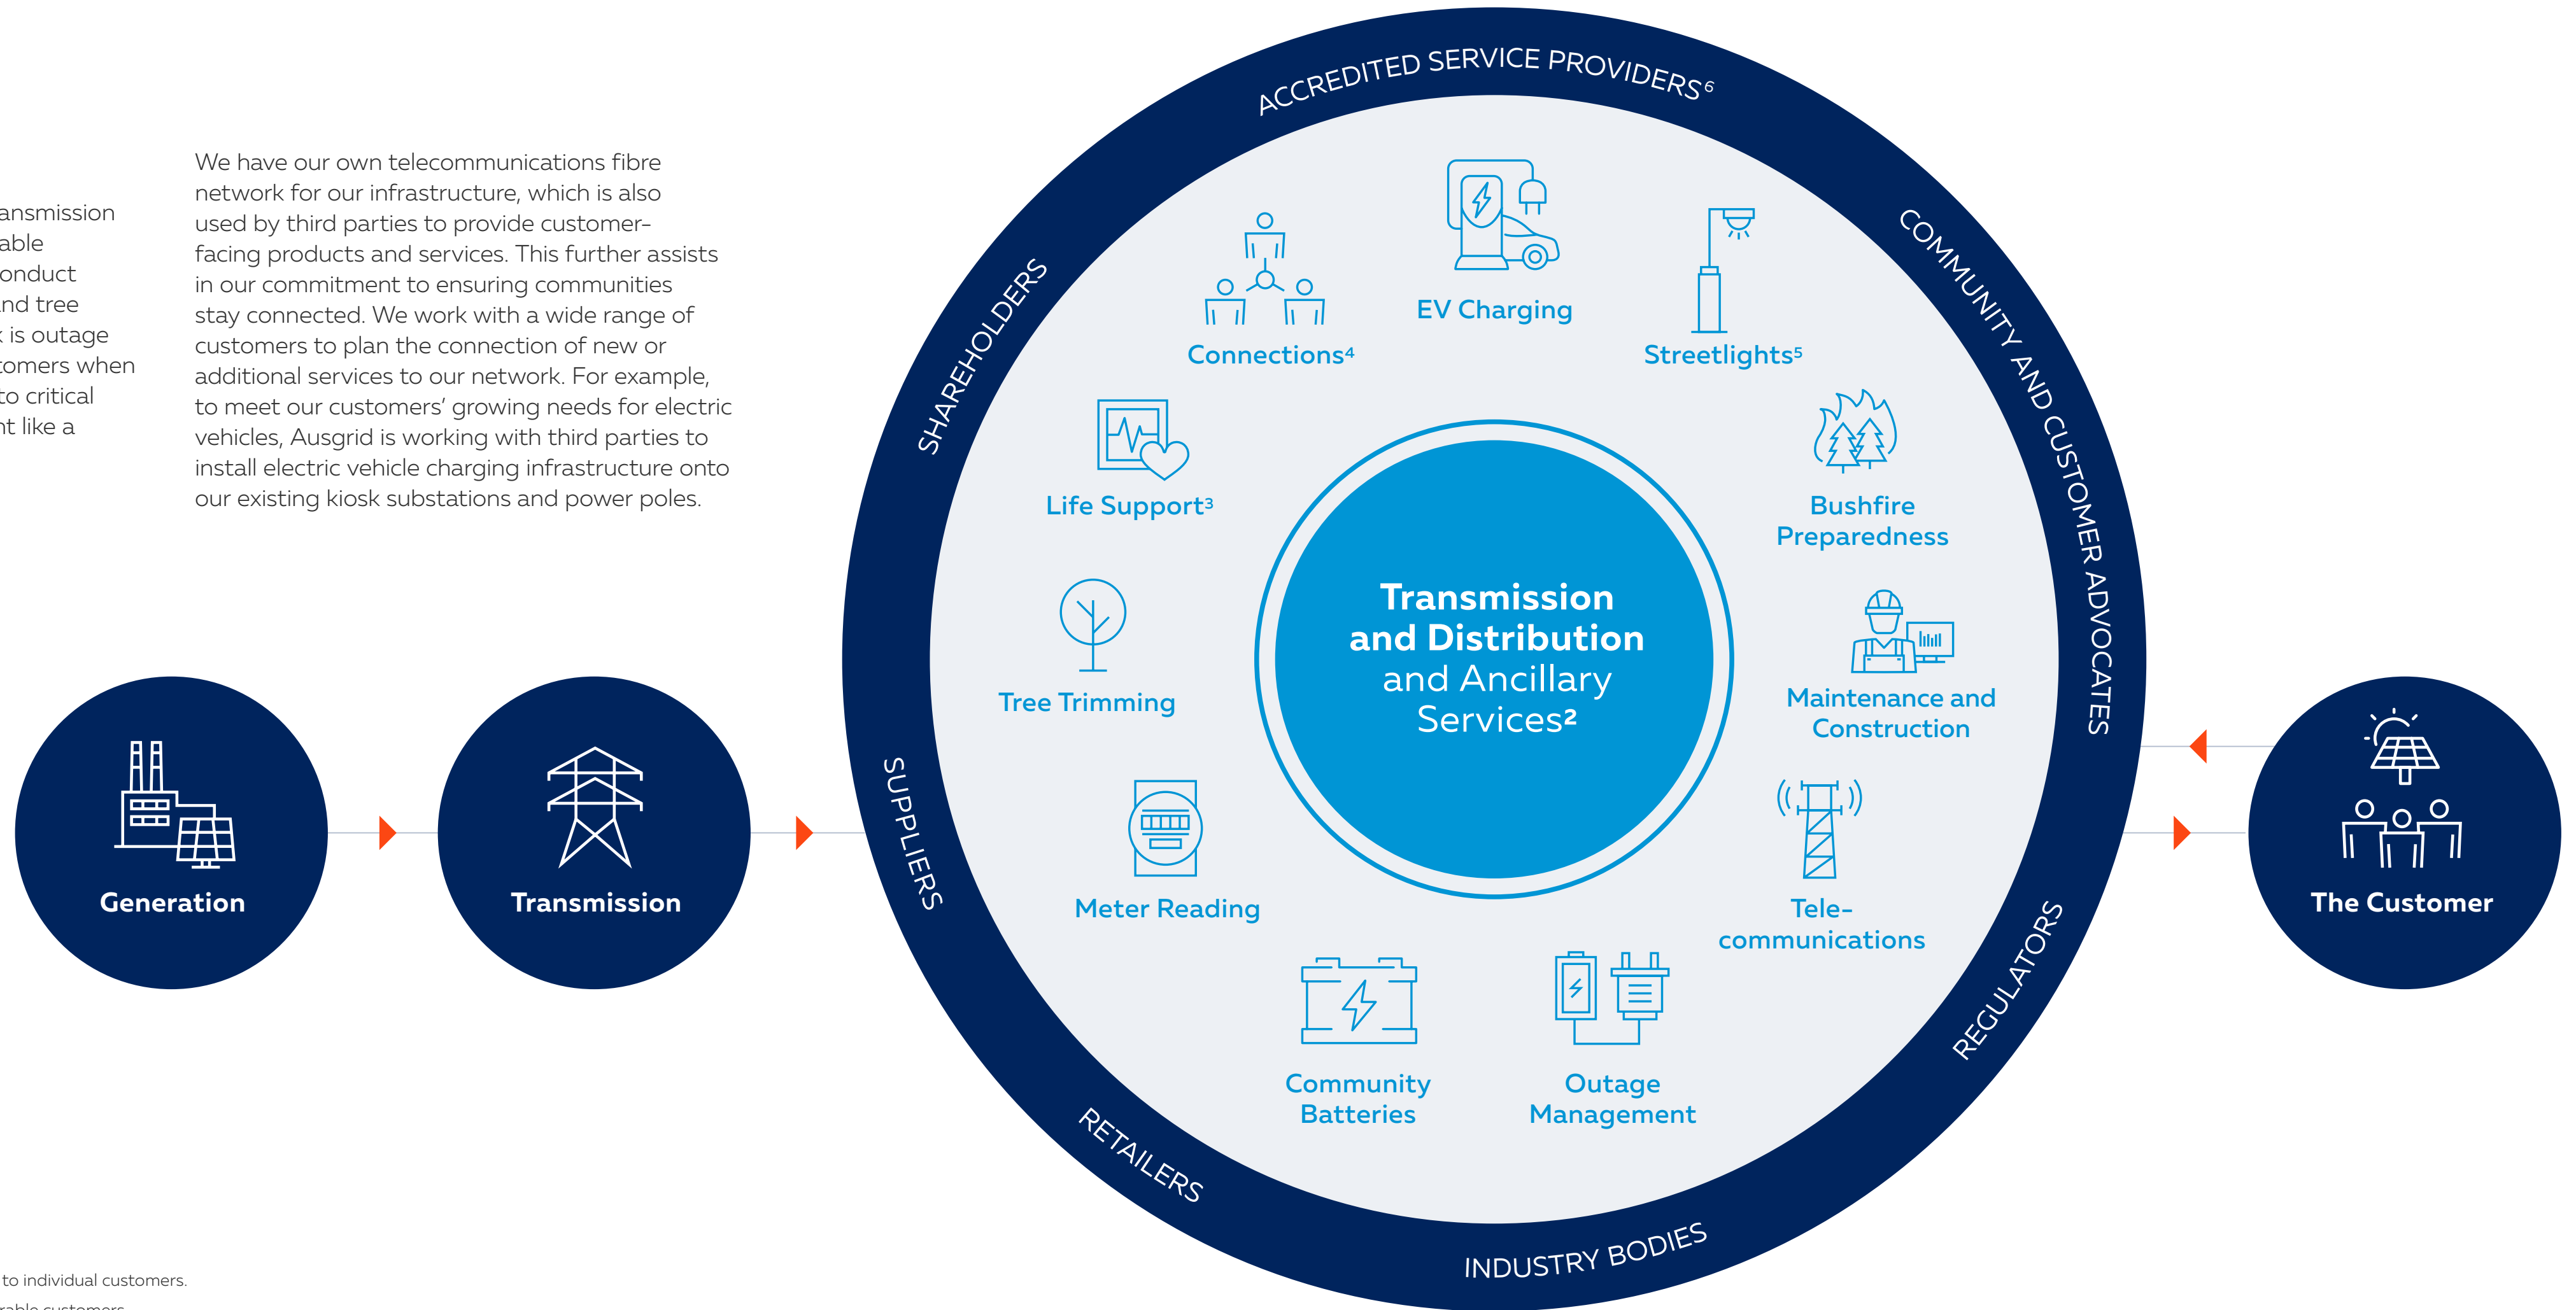 ansmission
able
onduct
nd tree
is outage
tomers when
to critical
nt like a
We have our own telecommunications fibre
network for our infrastructure, which is also
used by third parties to provide customer-
facing products and services. This further assists
in our commitment to ensuring communities
stay connected. We work with a wide range of
customers to plan the connection of new or
additional services to our network. For example,
to meet our customers’ growing needs for electric
vehicles, Ausgrid is working with third parties to
install electric vehicle charging infrastructure onto
our existing kiosk substations and power poles.
Generation
Transmission
ACCREDITED SERVICE PROVIDERS⁶
COMMUNITY AND CUSTOMER ADVOCATES
REGULATORS
INDUSTRY BODIES
RETAILERS
SUPPLIERS
SHAREHOLDERS
EV Charging
Streetlights⁵
Bushfire
Preparedness
Maintenance and
Construction
Tele-
communications
Outage
Management
Community
Batteries
Meter Reading
Tree Trimming
Life Support³
Connections⁴
Transmission
and Distribution
and Ancillary
Services²
The Customer
to individual customers.
rable customers